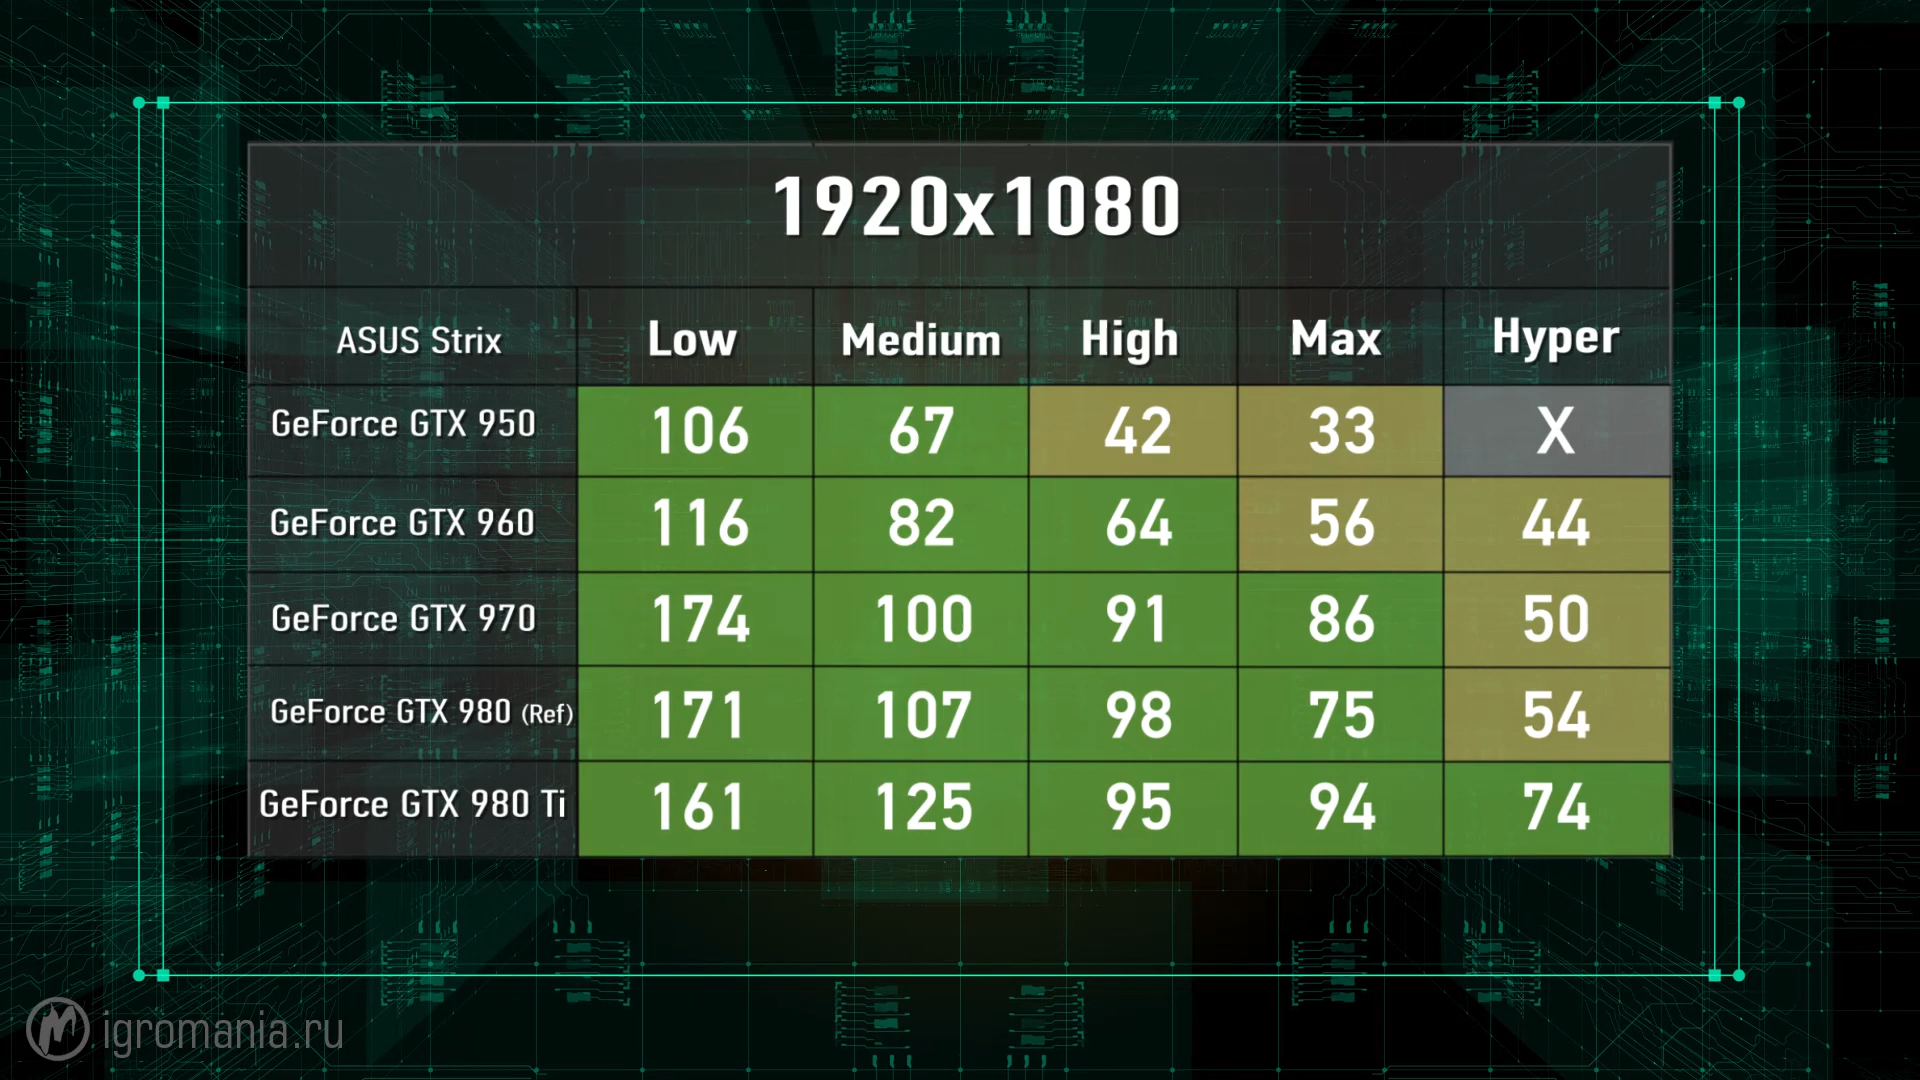 1920x1080
ASUS Strix Low Medium High Max Hyper
GeForce GTX 950 106 67 42 33 X
GeForce GTX 960 116 82 64 56 44
GeForce GTX 970 174 100 91 86 50
GeForce GTX 980 (Ref) 171 107 98 75 54
GeForce GTX 980 Ti 161 125 95 94 74
igromania.ru